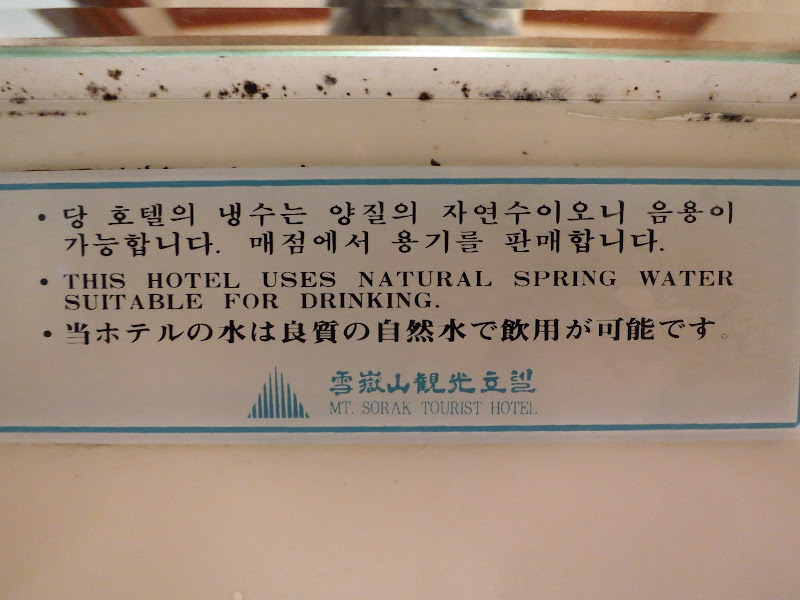 • 당 호텔의 냉수는 양질의 자연수이오니 음용이
가능합니다. 매점에서 용기를 판매합니다.
• THIS HOTEL USES NATURAL SPRING WATER
SUITABLE FOR DRINKING.
• 当ホテルの水は良質の自然水で飲用が可能です。
雪嶽山観光호텔
MT. SORAK TOURIST HOTEL